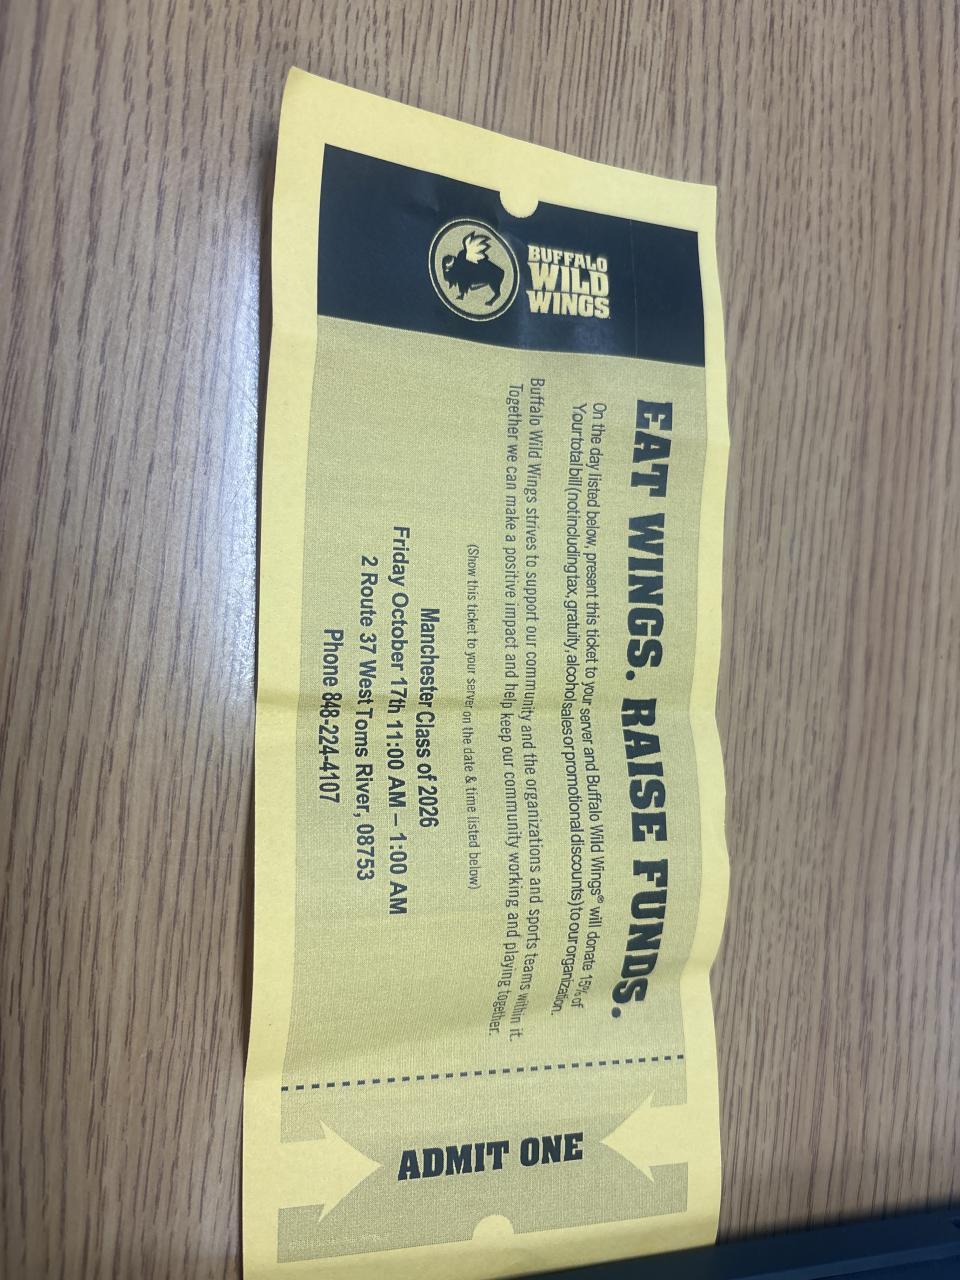 BUFFALO
WILD
WINGS
EAT WINGS. RAISE FUNDS.
On the day listed below, present this ticket to your server and Buffalo Wild Wings® will donate 15% of
Your total bill (not including tax, gratuity, alcohol sales or promotional discounts) to our organization.
Buffalo Wild Wings strives to support our community and the organizations and sports teams within it.
Together we can make a positive impact and help keep our community working and playing together.
(Show this ticket to your server on the date & time listed below)
Manchester Class of 2026
Friday October 17th 11:00 AM – 1:00 AM
2 Route 37 West Toms River, 08753
Phone 848-224-4107
ADMIT ONE